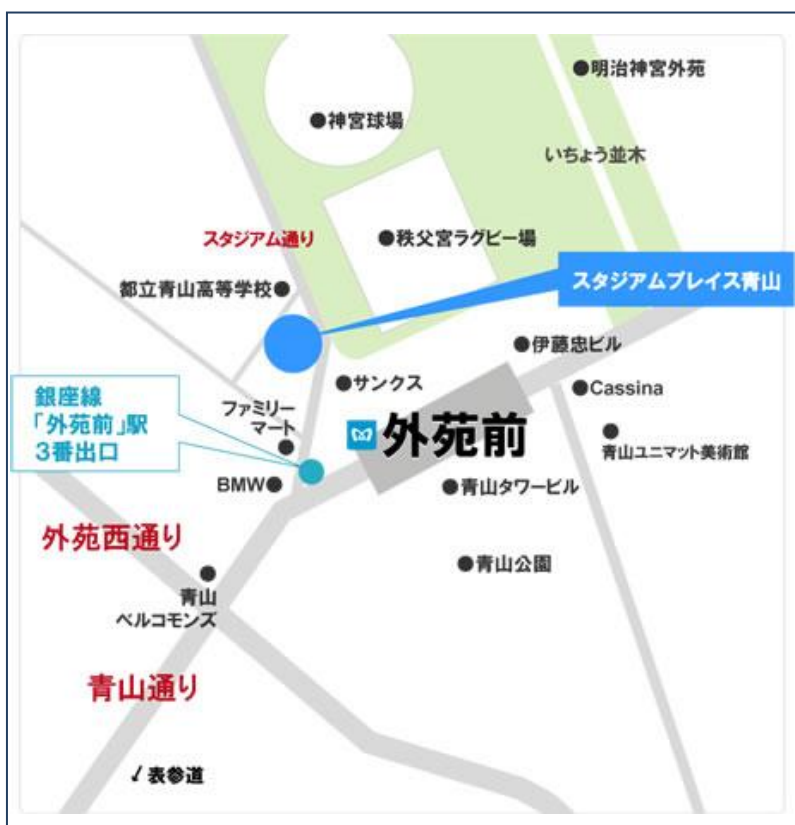 ●明治神宮外苑
●神宮球場
いちょう並木
スタジアム通り
●秩父宮ラグビー場
スタジアムプレイス青山
都立青山高等学校●
●伊藤忠ビル
●サンクス
●Cassina
銀座線
「外苑前」駅
3番出口
ファミリー
マート
外苑前
青山ユニマット美術館
BMW●
●青山タワービル
外苑西通り
●青山公園
青山
ベルコモンズ
青山通り
✓表参道